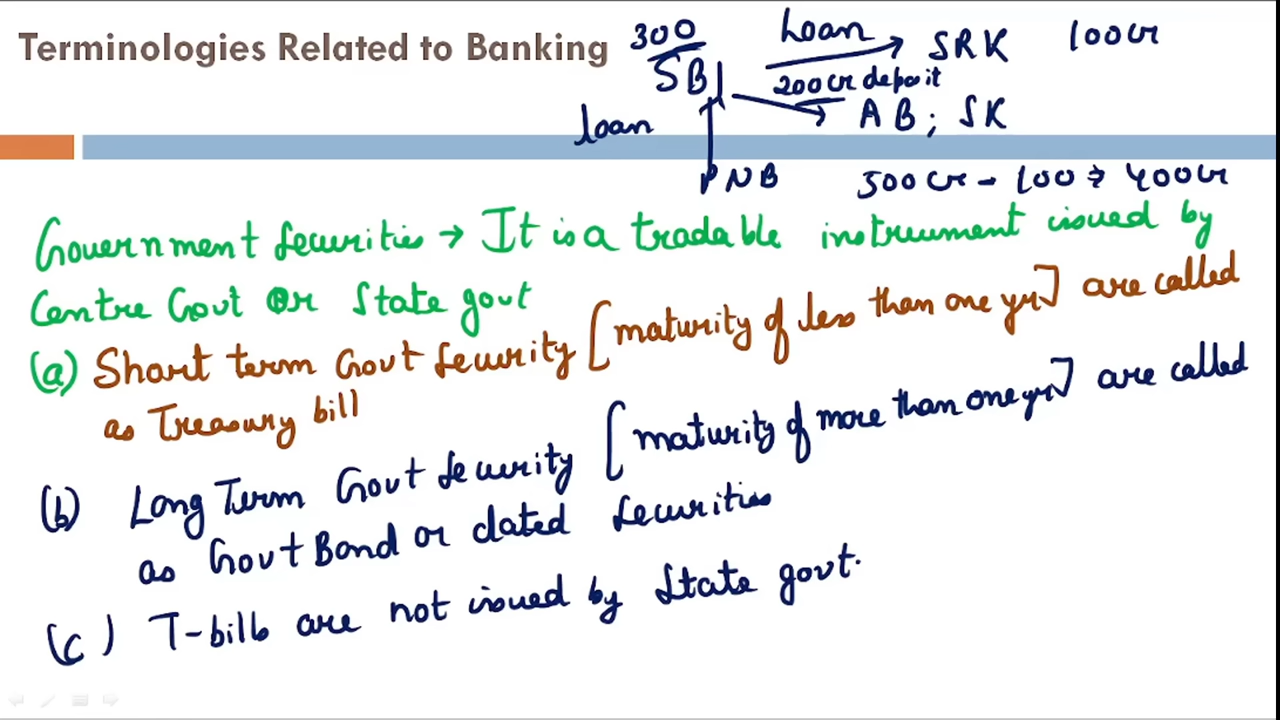 Terminologies Related to Banking
300
SBI
Loan
SRK 100cr
200cr deposit
AB ; SK
loan
PNB
500cr - 100 → 400cr
Government Securities → It is a tradable instrument issued by
Centre Govt or State govt
(a) Short term Govt Security [maturity of less than one yr] are called
as Treasury bill
(b) Long Term Govt Security [maturity of more than one yr] are called
as Govt Bond or dated Securities
(c) T-bills are not issued by State govt.